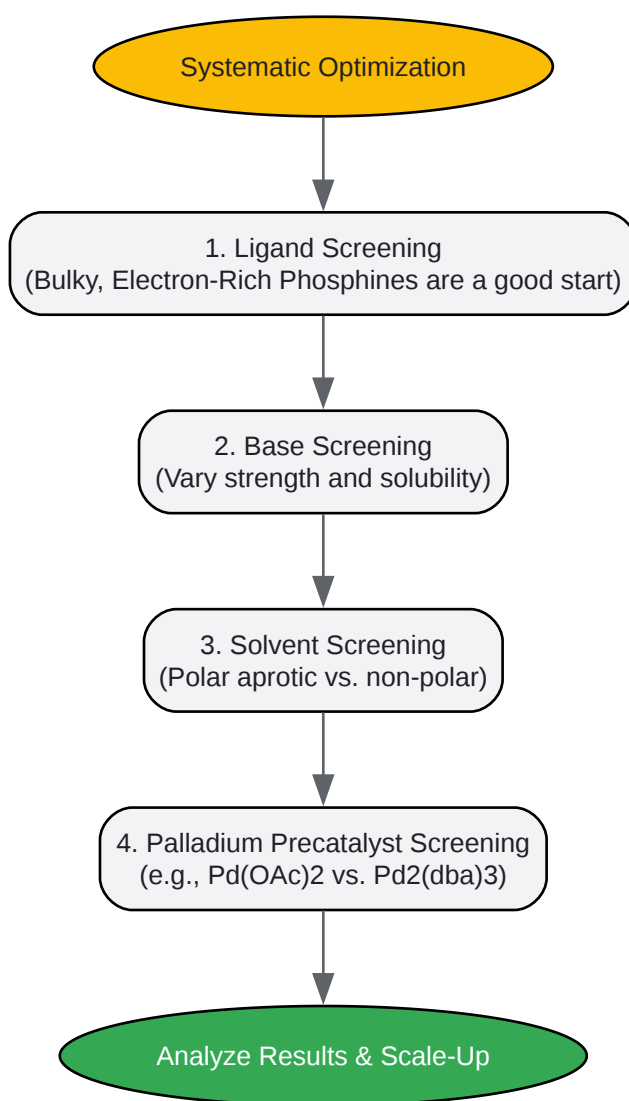 Systematic Optimization
1. Ligand Screening
(Bulky, Electron-Rich Phosphines are a good start)
2. Base Screening
(Vary strength and solubility)
3. Solvent Screening
(Polar aprotic vs. non-polar)
4. Palladium Precatalyst Screening
(e.g., Pd(OAc)2 vs. Pd2(dba)3)
Analyze Results & Scale-Up